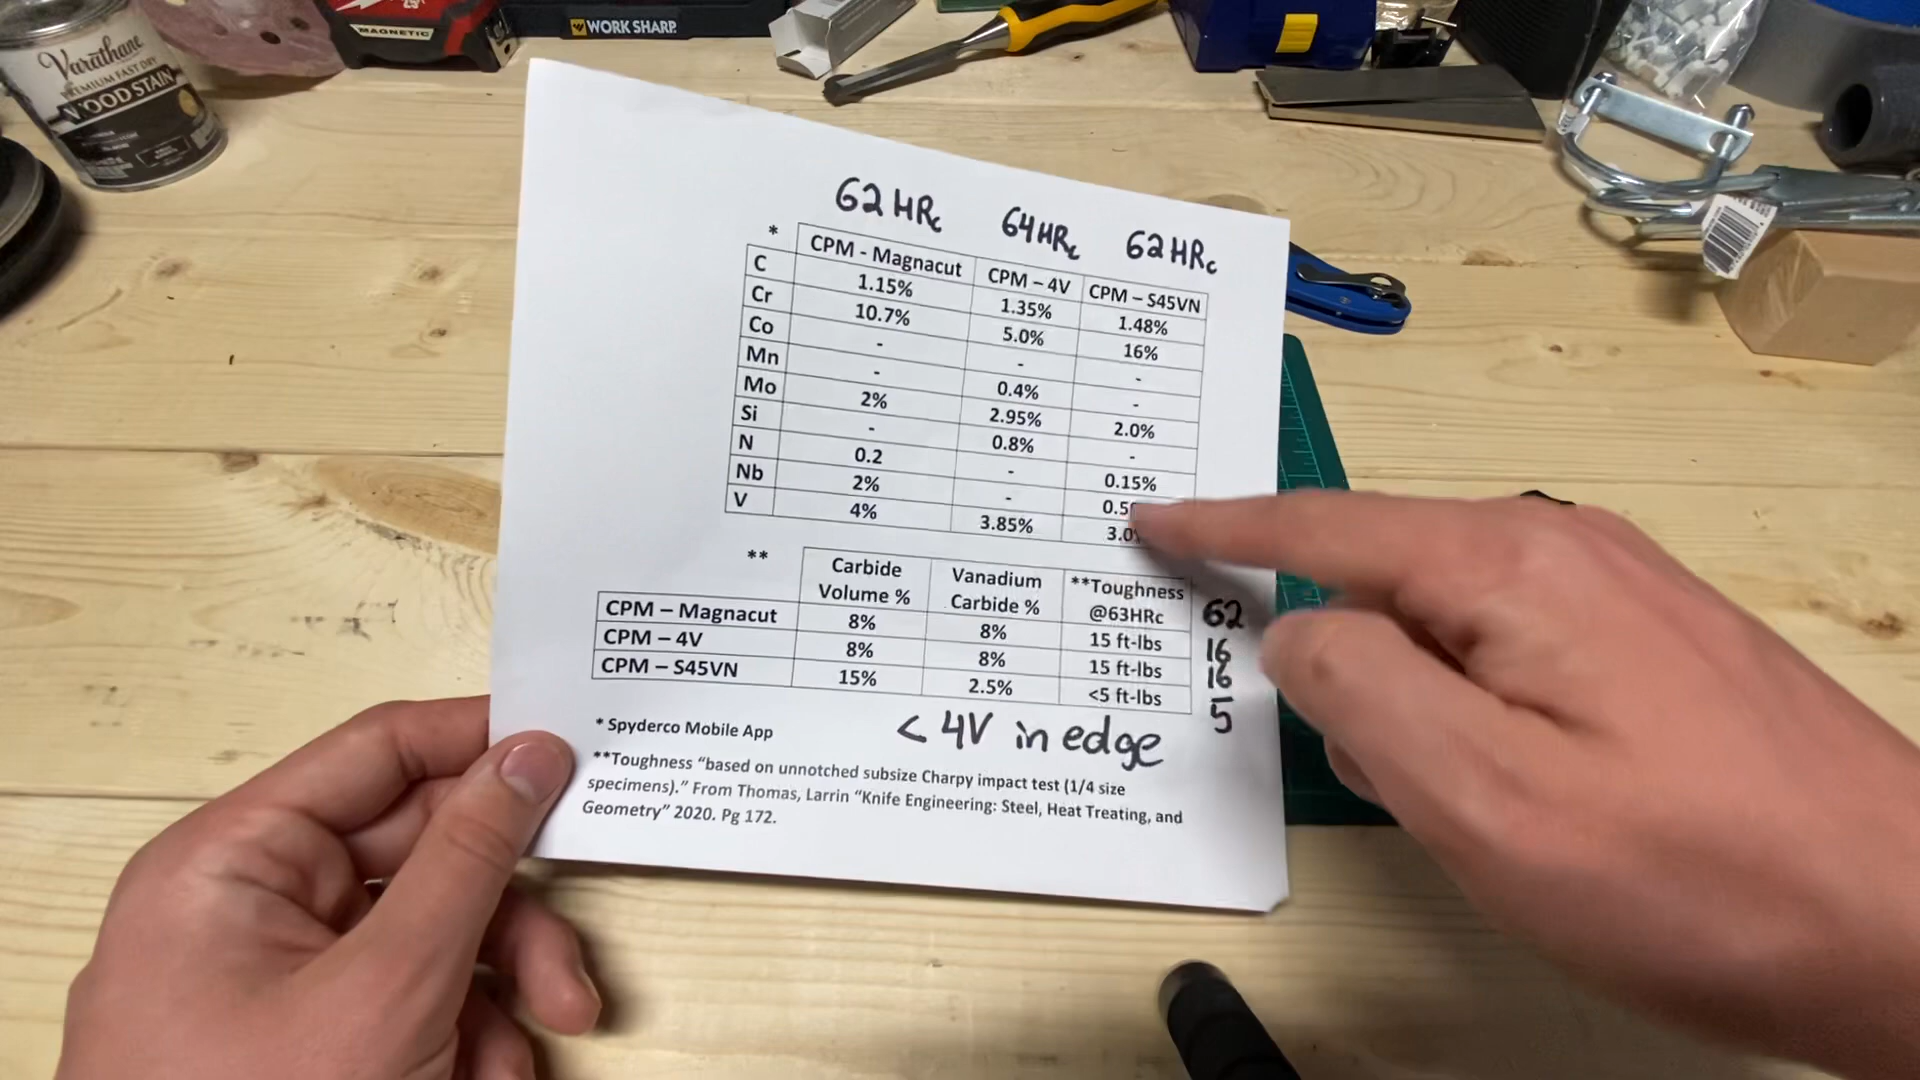 Varathane
PREMIUM FAST DRY
WOOD STAIN
MAGNETIC
WORK SHARP
62 HRc 64 HRc 62 HRc
* CPM - Magnacut CPM – 4V CPM – S45VN
C 1.15% 1.35% 1.48%
Cr 10.7% 5.0% 16%
Co - - -
Mn - 0.4% -
Mo 2% 2.95% 2.0%
Si - 0.8% -
N 0.2 - 0.15%
Nb 2% - 0.5
V 4% 3.85% 3.0%
** Carbide Volume % Vanadium Carbide % **Toughness @63HRc 62
CPM – Magnacut 8% 8% 15 ft-lbs 16
CPM – 4V 8% 8% 15 ft-lbs 16
CPM – S45VN 15% 2.5% <5 ft-lbs 5
< 4V in edge
* Spyderco Mobile App
**Toughness “based on unnotched subsize Charpy impact test (1/4 size
specimens).” From Thomas, Larrin “Knife Engineering: Steel, Heat Treating, and
Geometry” 2020. Pg 172.